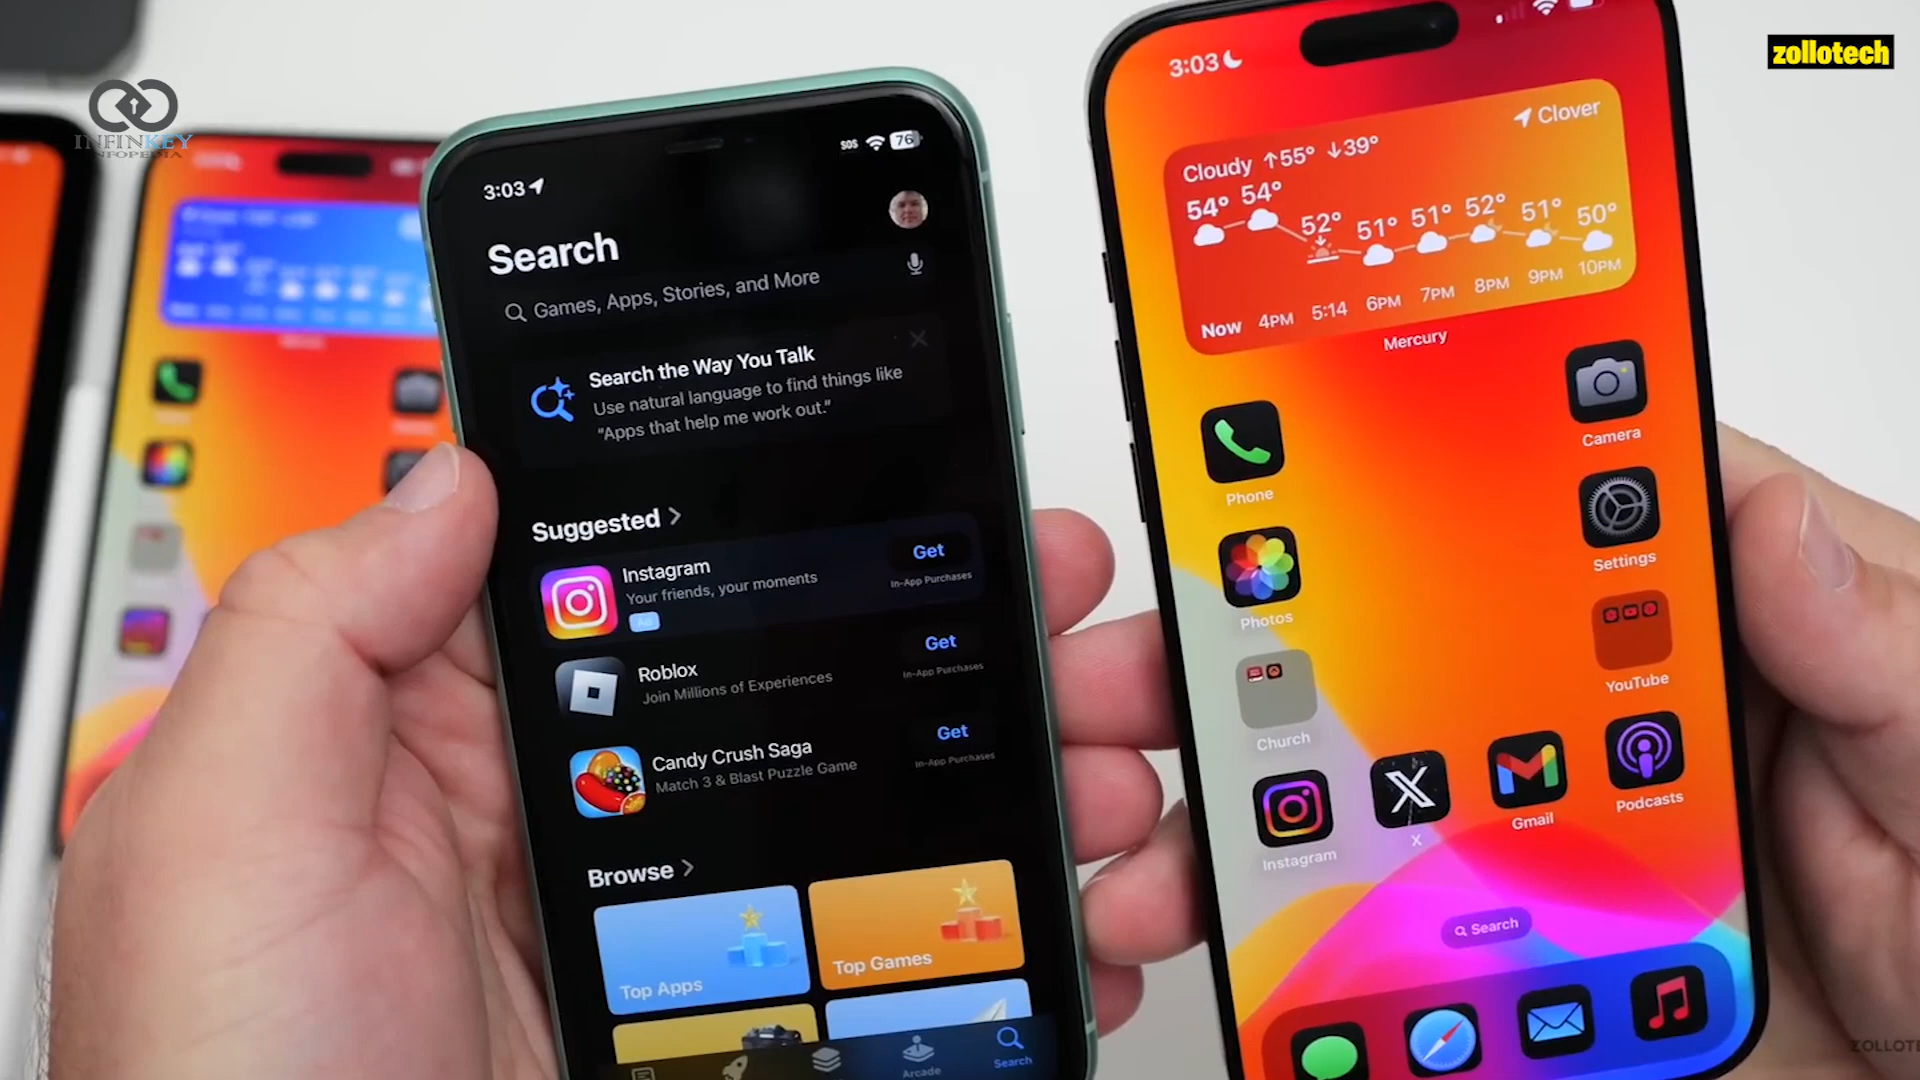 zollotech
INFINKEY
INFOPEDIA
3:03
SOS
76
Search
Games, Apps, Stories, and More
Search the Way You Talk
Use natural language to find things like
“Apps that help me work out.”
Suggested
Instagram
Your friends, your moments
Ad
Get
In-App Purchases
Roblox
Join Millions of Experiences
Get
In-App Purchases
Candy Crush Saga
Match 3 & Blast Puzzle Game
Get
In-App Purchases
Browse
Top Apps
Top Games
Arcade
Search
3:03
Clover
Cloudy ↑55° ↓39°
54° 54° 52° 51° 51° 52° 51° 50°
Now 4PM 5:14 6PM 7PM 8PM 9PM 10PM
Mercury
Phone
Camera
Photos
Settings
Church
YouTube
Instagram
X
Gmail
Podcasts
Search